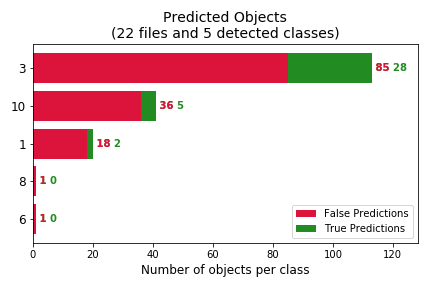 Predicted Objects
(22 files and 5 detected classes)
3 85 28
10 36 5
1 18 2
8 1 0
6 1 0
False Predictions
True Predictions
0 20 40 60 80 100 120
Number of objects per class